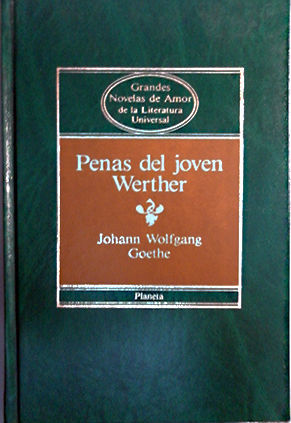 Grandes
Novelas de Amor
de la Literatura
Universal
Penas del joven
Werther
Johann Wolfgang
Goethe
Planeta